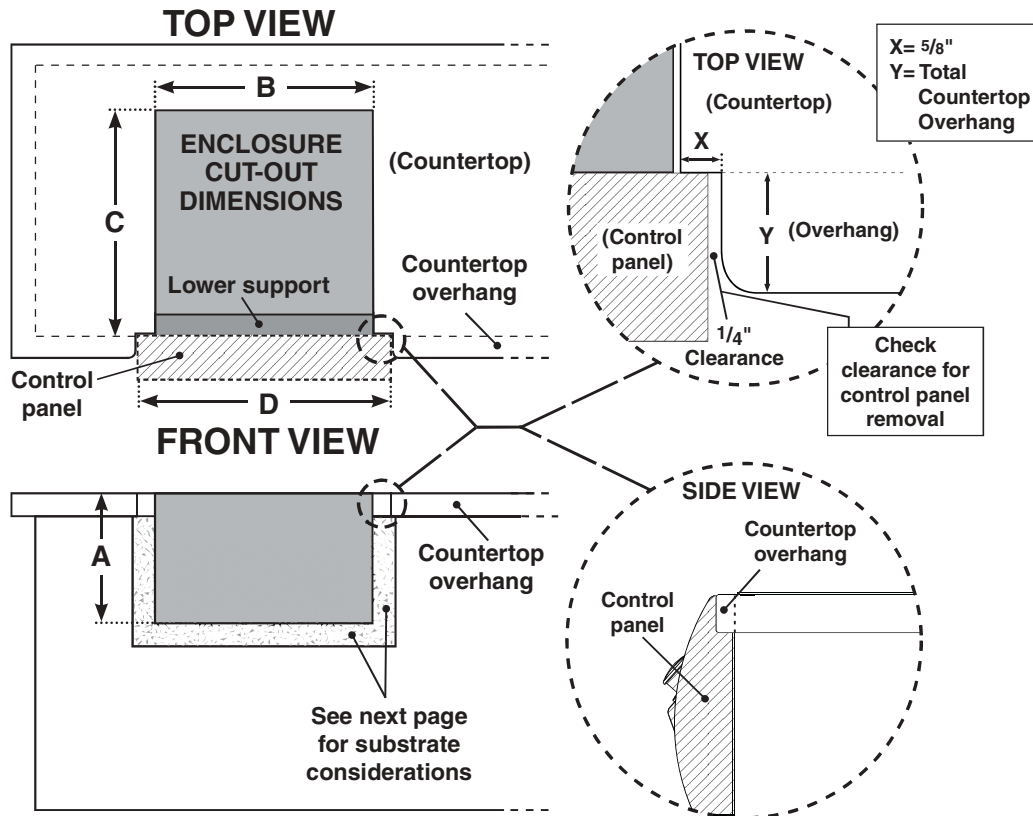 TOP VIEW
B
ENCLOSURE
CUT-OUT
DIMENSIONS
(Countertop)
C
Lower support
Countertop
overhang
Control
panel
D
TOP VIEW
(Countertop)
X
(Control
panel)
Y
(Overhang)
1/4"
Clearance
X= 5/8"
Y= Total
Countertop
Overhang
Check
clearance for
control panel
removal
FRONT VIEW
A
Countertop
overhang
See next page
for substrate
considerations
SIDE VIEW
Countertop
overhang
Control
panel